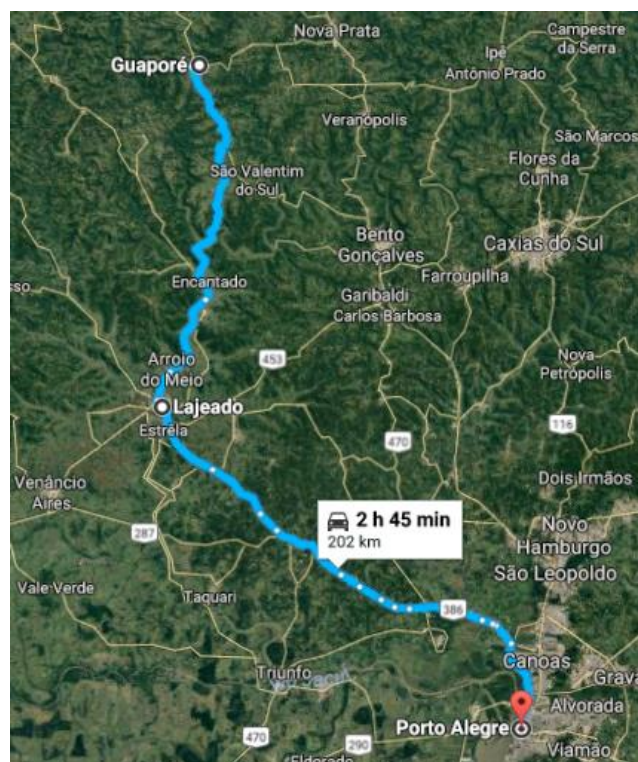 Nova Prata
Campestre
da Serra
Guaporé
Ipê
Antônio Prado
Veranópolis
São Marcos
Flores da
Cunha
São Valentim
do Sul
Bento
Gonçalves
Caxias do Sul
Farroupilha
Encantado
Garibaldi
Carlos Barbosa
Arroio
do Meio
453
Nova
Petrópolis
Lajeado
Estrêla
116
470
Venâncio
Aires
Dois Irmãos
2 h 45 min
202 km
287
Novo
Hamburgo
São Leopoldo
Vale Verde
Taquari
386
Canoas
Triunfo
Grava
Alvorada
Porto Alegre
470
290
Viamão